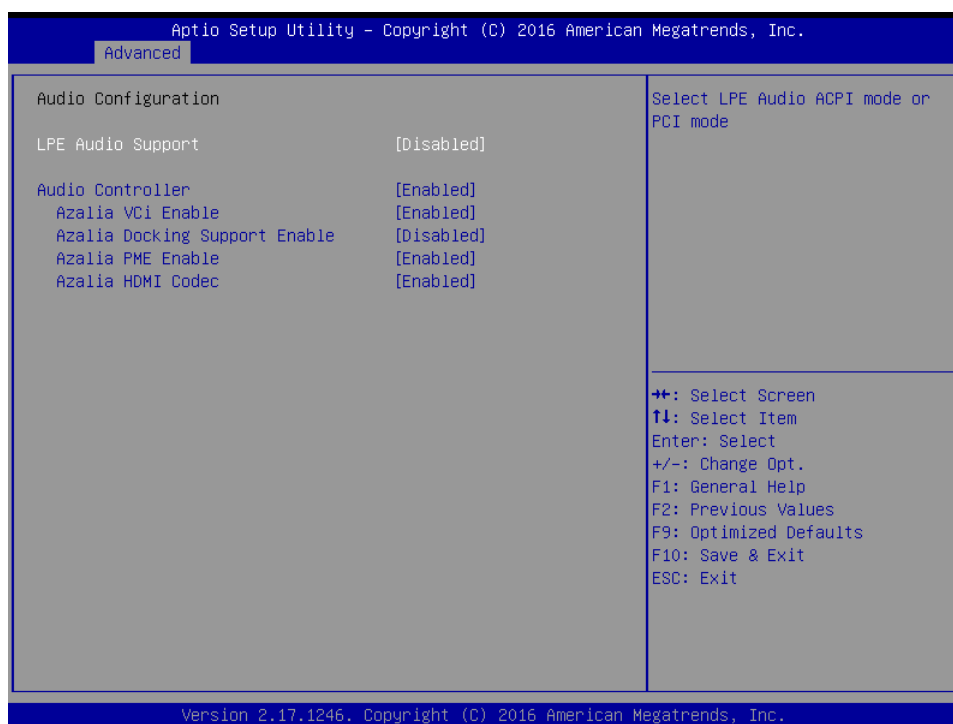 Aptio Setup Utility – Copyright (C) 2016 American Megatrends, Inc.
Advanced
Audio Configuration
LPE Audio Support [Disabled]
Audio Controller [Enabled]
Azalia VCi Enable [Enabled]
Azalia Docking Support Enable [Disabled]
Azalia PME Enable [Enabled]
Azalia HDMI Codec [Enabled]
Select LPE Audio ACPI mode or
PCI mode
→←: Select Screen
↑↓: Select Item
Enter: Select
+/-: Change Opt.
F1: General Help
F2: Previous Values
F9: Optimized Defaults
F10: Save & Exit
ESC: Exit
Version 2.17.1246. Copyright (C) 2016 American Megatrends, Inc.